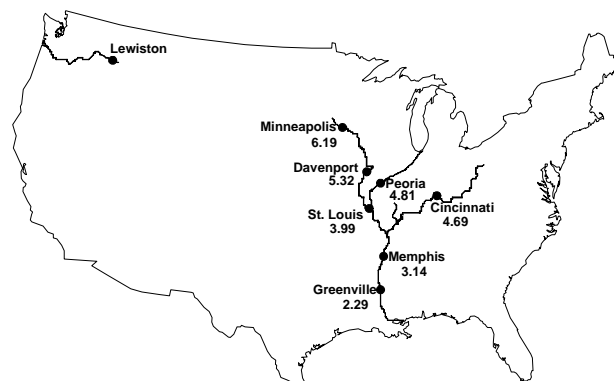 Lewiston
Minneapolis
6.19
Davenport
5.32
Peoria
4.81
St. Louis
3.99
Cincinnati
4.69
Memphis
3.14
Greenville
2.29